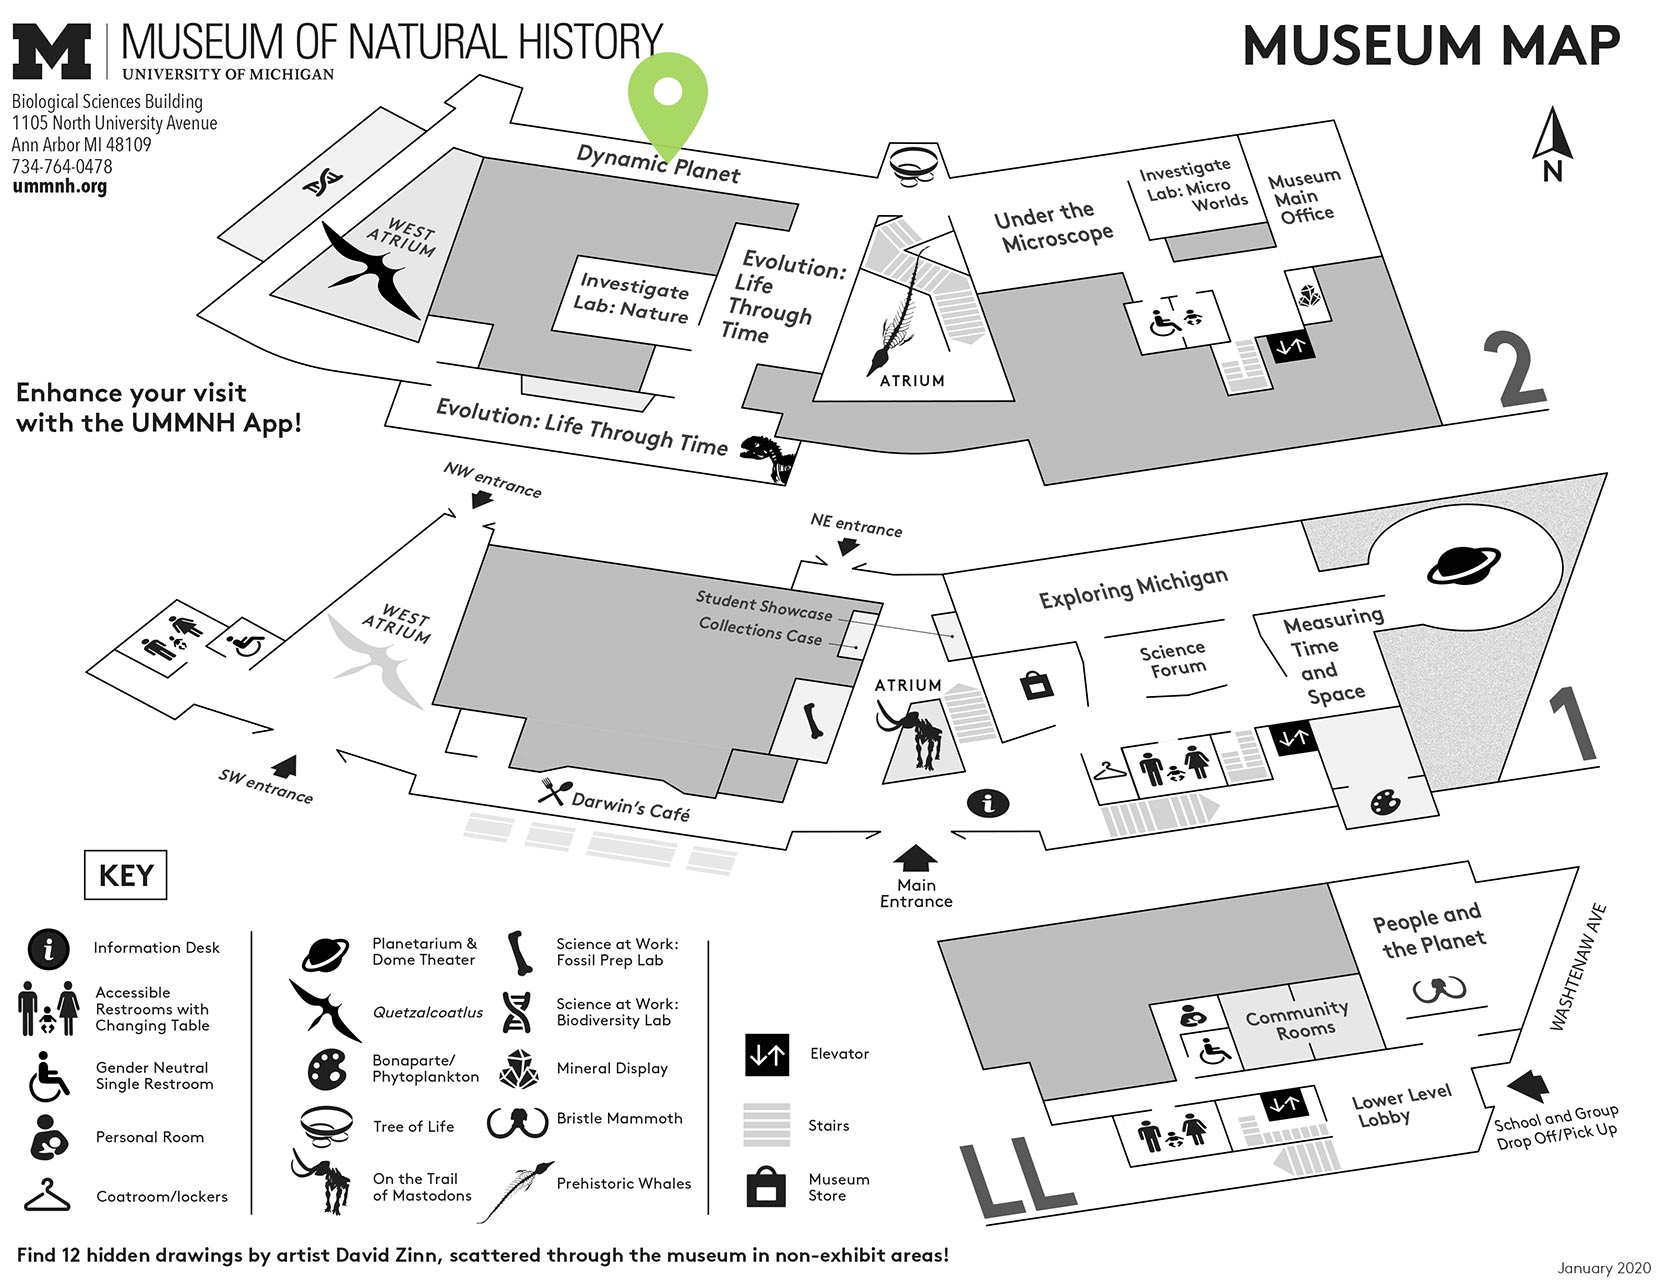 M
MUSEUM OF NATURAL HISTORY
UNIVERSITY OF MICHIGAN
Biological Sciences Building
1105 North University Avenue
Ann Arbor MI 48109
734-764-0478
ummnh.org
MUSEUM MAP
N
Enhance your visit
with the UMMNH App!
Dynamic Planet
WEST
ATRIUM
Investigate
Lab: Nature
Evolution:
Life
Through
Time
Evolution: Life Through Time
ATRIUM
Under the
Microscope
Investigate
Lab: Micro
Worlds
Museum
Main
Office
2
NW entrance
NE entrance
SW entrance
Main
Entrance
WEST
ATRIUM
Student Showcase
Collections Case
ATRIUM
Darwin's Café
Exploring Michigan
Science
Forum
Measuring
Time
and
Space
i
1
People and
the Planet
Community
Rooms
Lower Level
Lobby
WASHTENAW AVE
School and Group
Drop Off/Pick Up
LL
KEY
i
Information Desk
Accessible
Restrooms with
Changing Table
Gender Neutral
Single Restroom
Personal Room
Coatroom/lockers
Planetarium &
Dome Theater
Quetzalcoatlus
Bonaparte/
Phytoplankton
Tree of Life
On the Trail
of Mastodons
Science at Work:
Fossil Prep Lab
Science at Work:
Biodiversity Lab
Mineral Display
Bristle Mammoth
Prehistoric Whales
Elevator
Stairs
Museum
Store
Find 12 hidden drawings by artist David Zinn, scattered through the museum in non-exhibit areas!
January 2020